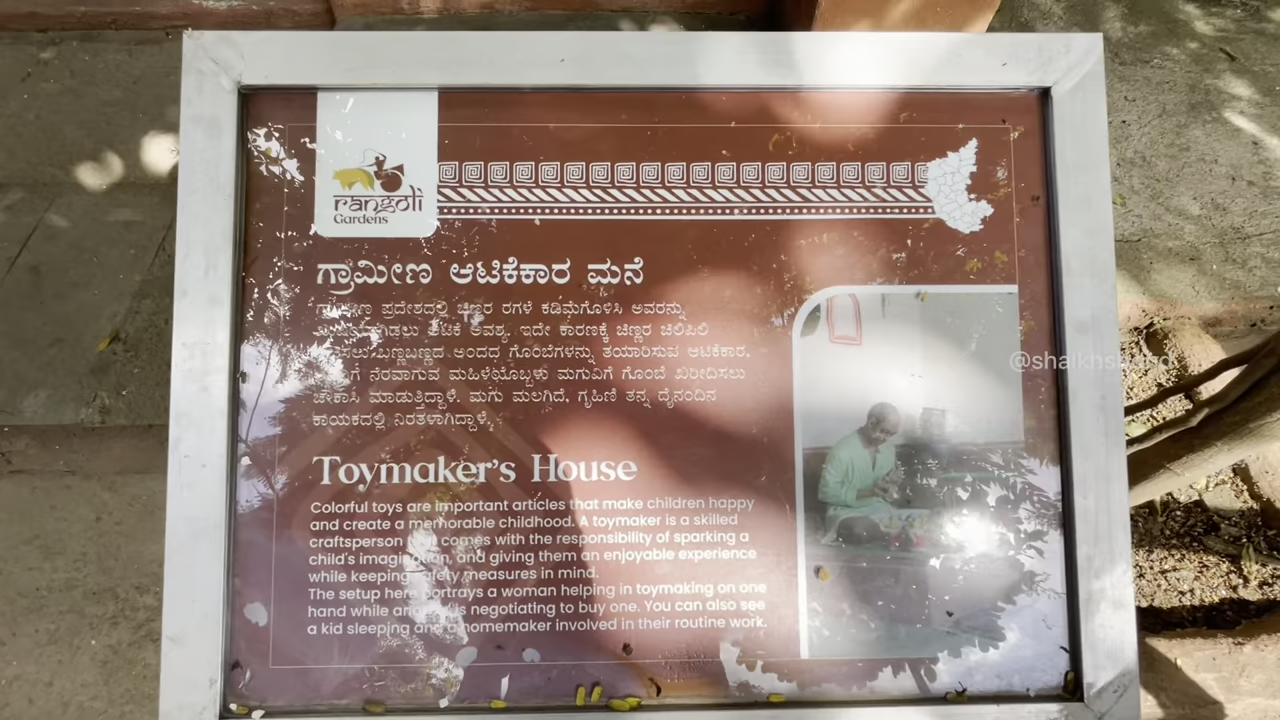 rangoli
Gardens
ಗ್ರಾಮೀಣ ಆಟಿಕೆಕಾರ ಮನೆ
ಗ್ರಾಮೀಣ ಪ್ರದೇಶದಲ್ಲಿ ಚಿಣ್ಣರ ರಗಳೆ ಕಡಿಮೆಗೊಳಿಸಿ ಅವರನ್ನು
ಆಟಿಕೆ ಅವಶ್ಯ. ಇದೇ ಕಾರಣಕ್ಕೆ ಚಿಣ್ಣರ ಚಿಲಿಪಿಲಿ
ಬಣ್ಣಬಣ್ಣದ ಅಂದದ ಗೊಂಬೆಗಳನ್ನು ತಯಾರಿಸುವ ಆಟಿಕೆಕಾರ.
ನೆರವಾಗುವ ಮಹಿಳೆಯೊಬ್ಬಳು ಮಗುವಿಗೆ ಗೊಂಬೆ ಖರೀದಿಸಲು
ಚೌಕಾಸಿ ಮಾಡುತ್ತಿದ್ದಾಳೆ. ಮಗು ಮಲಗಿದೆ, ಗೃಹಿಣಿ ತನ್ನ ದೈನಂದಿನ
ಕಾಯಕದಲ್ಲಿ ನಿರತಳಾಗಿದ್ದಾಳೆ.
Toymaker's House
Colorful toys are important articles that make children happy
and create a memorable childhood. A toymaker is a skilled
craftsperson that comes with the responsibility of sparking a
child's imagination, and giving them an enjoyable experience
while keeping safety measures in mind.
The setup here portrays a woman helping in toymaking on one
hand while another is negotiating to buy one. You can also see
a kid sleeping and a homemaker involved in their routine work.